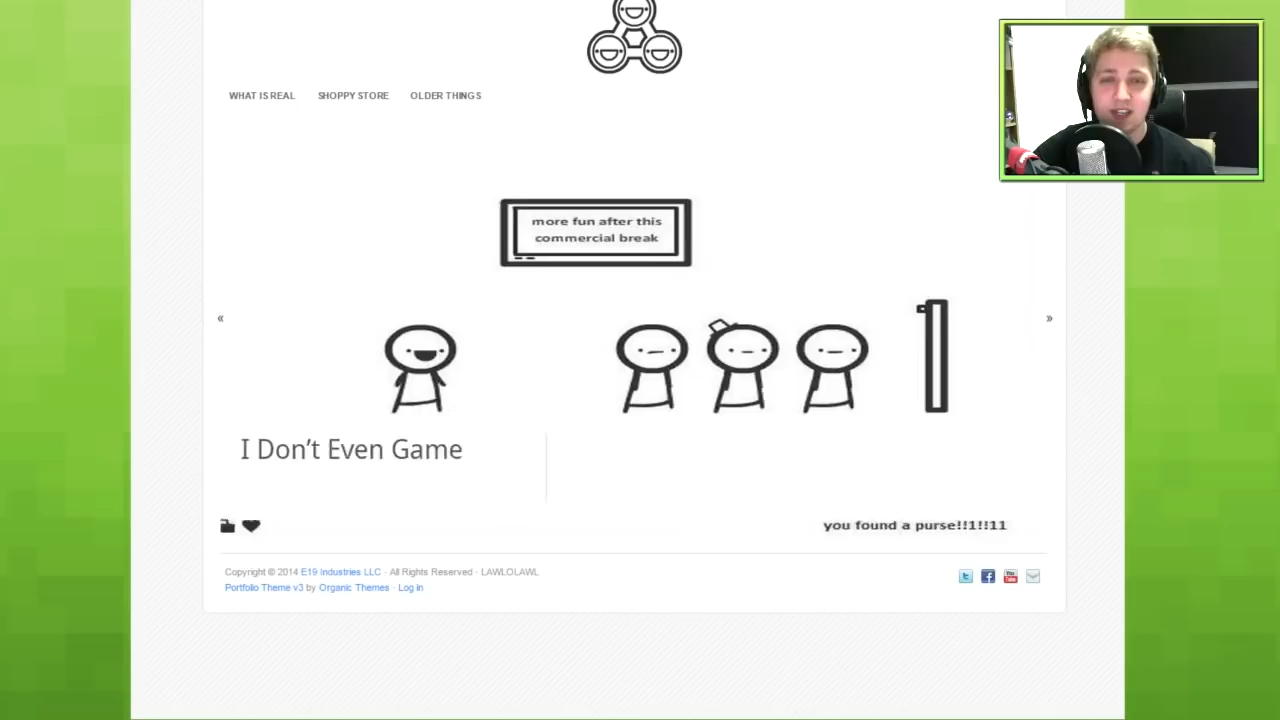 WHAT IS REAL SHOPPY STORE OLDER THINGS
more fun after this
commercial break
« »
I Don't Even Game
you found a purse!!1!!11
Copyright © 2014 E19 Industries LLC · All Rights Reserved · LAWLOLAWL
Portfolio Theme v3 by Organic Themes · Log in